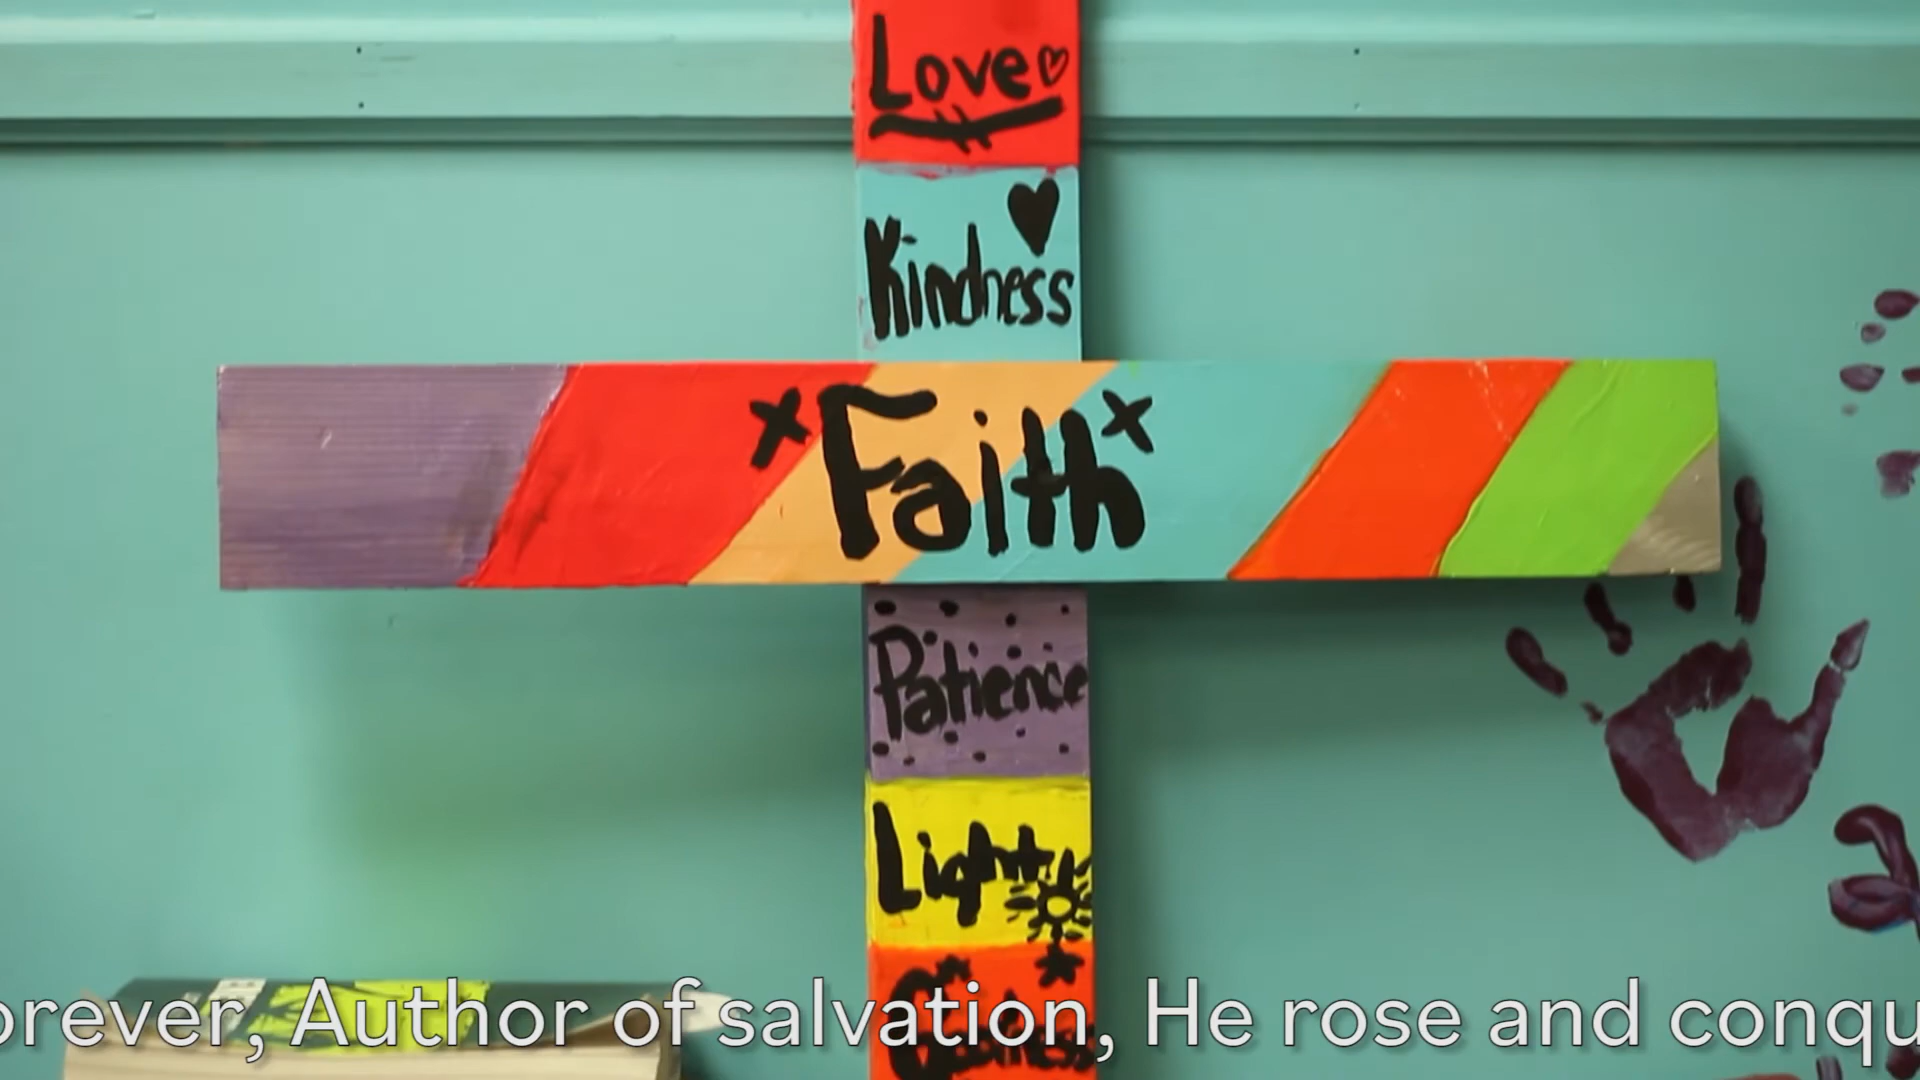 Love
Kindness
Faith
Patience
Light
orever, Author of salvation, He rose and conqu